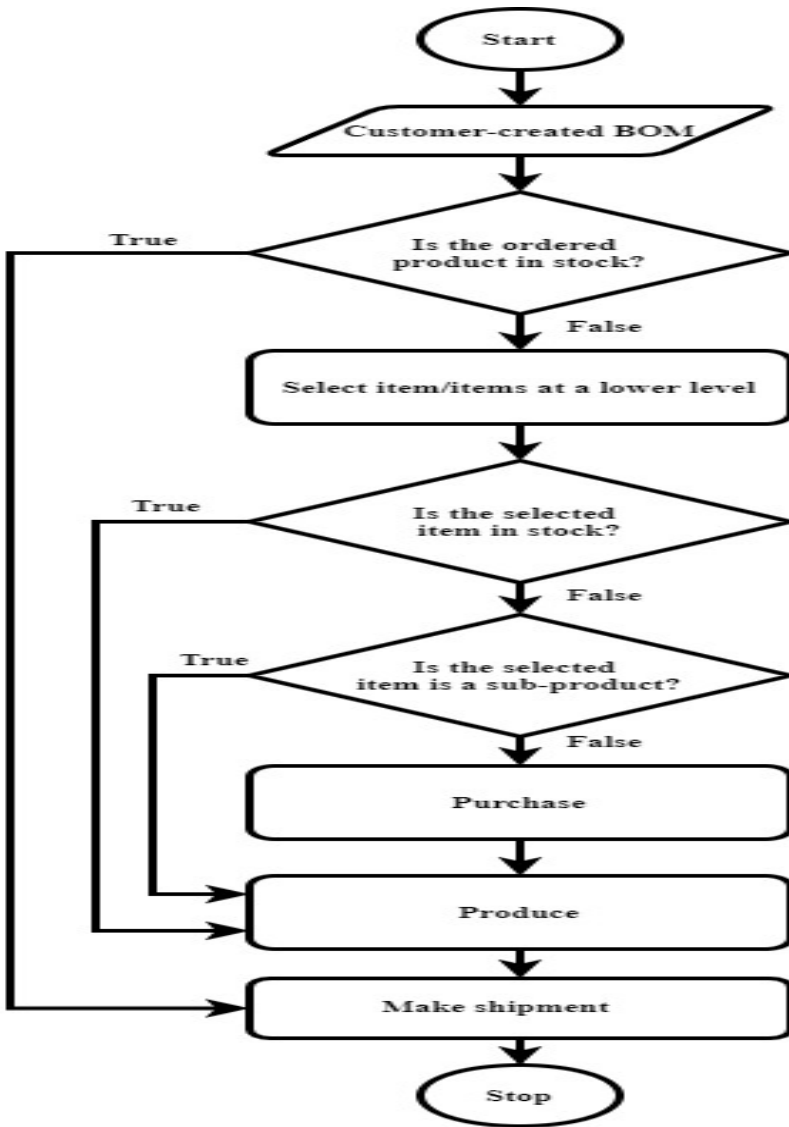 Start
Customer-created BOM
Is the ordered
product in stock?
True
False
Select item/items at a lower level
Is the selected
item in stock?
True
False
Is the selected
item is a sub-product?
True
False
Purchase
Produce
Make shipment
Stop